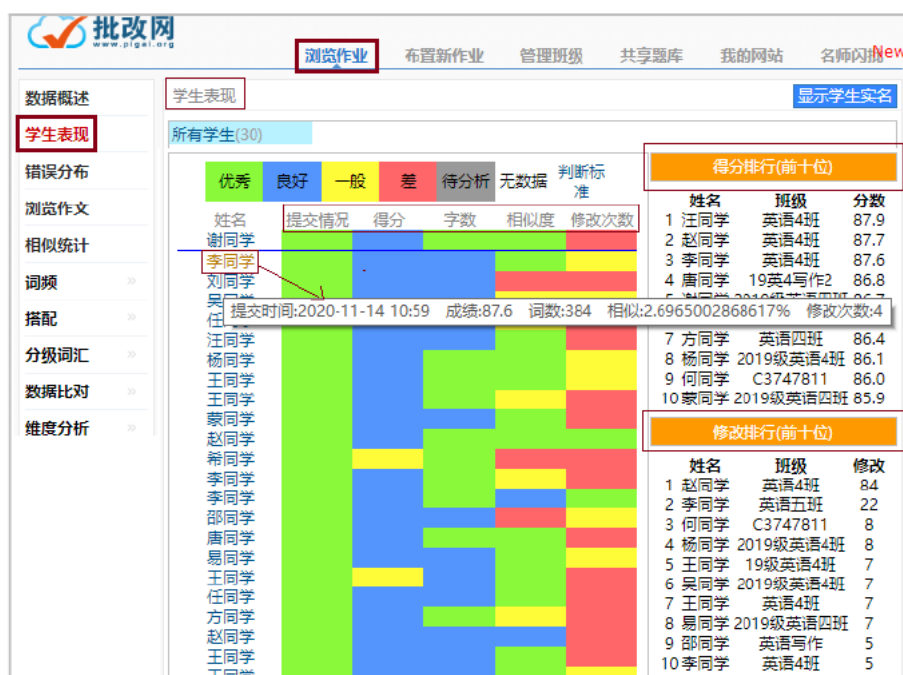 批改网
www.pigai.org
浏览作业 布置新作业 管理班级 共享题库 我的网站 名师闪批New
数据概述
学生表现
错误分布
浏览作文
相似统计
词频 »
搭配 »
分级词汇 »
数据比对 »
维度分析 »
学生表现 显示学生实名
所有学生(30)
优秀 良好 一般 差 待分析 无数据 判断标准
姓名 提交情况 得分 字数 相似度 修改次数
谢同学
李同学
刘同学
吴同学
提交时间:2020-11-14 10:59 成绩:87.6 词数:384 相似:2.6965002868617% 修改次数:4
汪同学
杨同学
王同学
王同学
蒙同学
赵同学
希同学
李同学
李同学
邵同学
唐同学
易同学
王同学
任同学
方同学
赵同学
王同学
王同学
得分排行(前十位)
姓名 班级 分数
1 汪同学 英语4班 87.9
2 赵同学 英语4班 87.7
3 李同学 英语4班 87.6
4 唐同学 19英4写作2 86.8
7 方同学 英语四班 86.4
8 杨同学 2019级英语4班 86.1
9 何同学 C3747811 86.0
10 蒙同学 2019级英语四班 85.9
修改排行(前十位)
姓名 班级 修改
1 赵同学 英语4班 84
2 李同学 英语五班 22
3 何同学 C3747811 8
4 杨同学 2019级英语4班 8
5 王同学 19级英语4班 7
6 吴同学 2019级英语4班 7
7 王同学 英语4班 7
8 易同学 2019级英语四班 7
9 邵同学 英语写作 5
10 李同学 英语4班 5